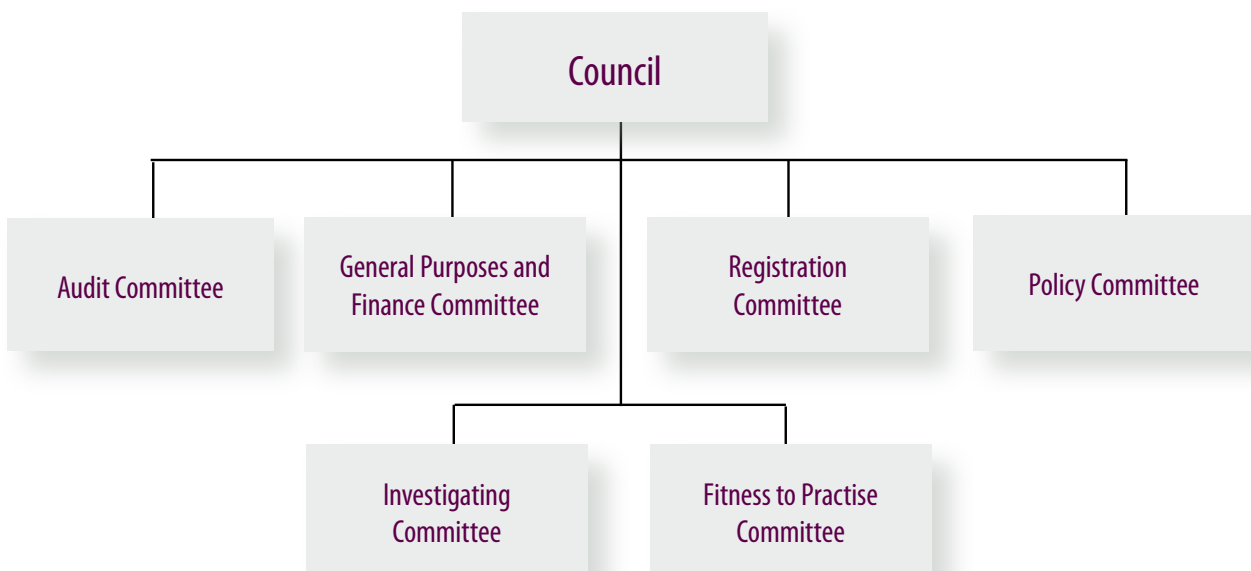 Council
Audit Committee
General Purposes and
Finance Committee
Registration
Committee
Policy Committee
Investigating
Committee
Fitness to Practise
Committee